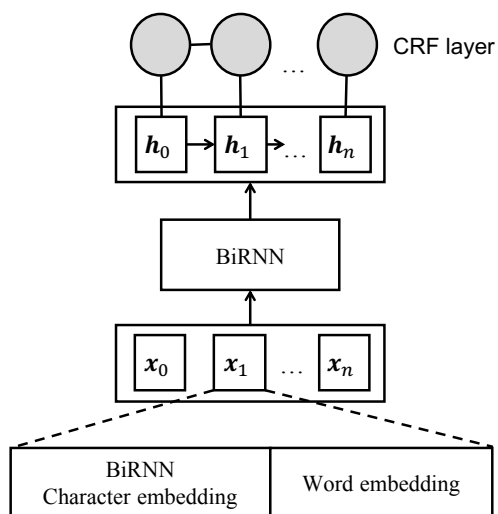 CRF layer
...
h0 h1 ... hn
BiRNN
x0 x1 ... xn
BiRNN
Character embedding
Word embedding